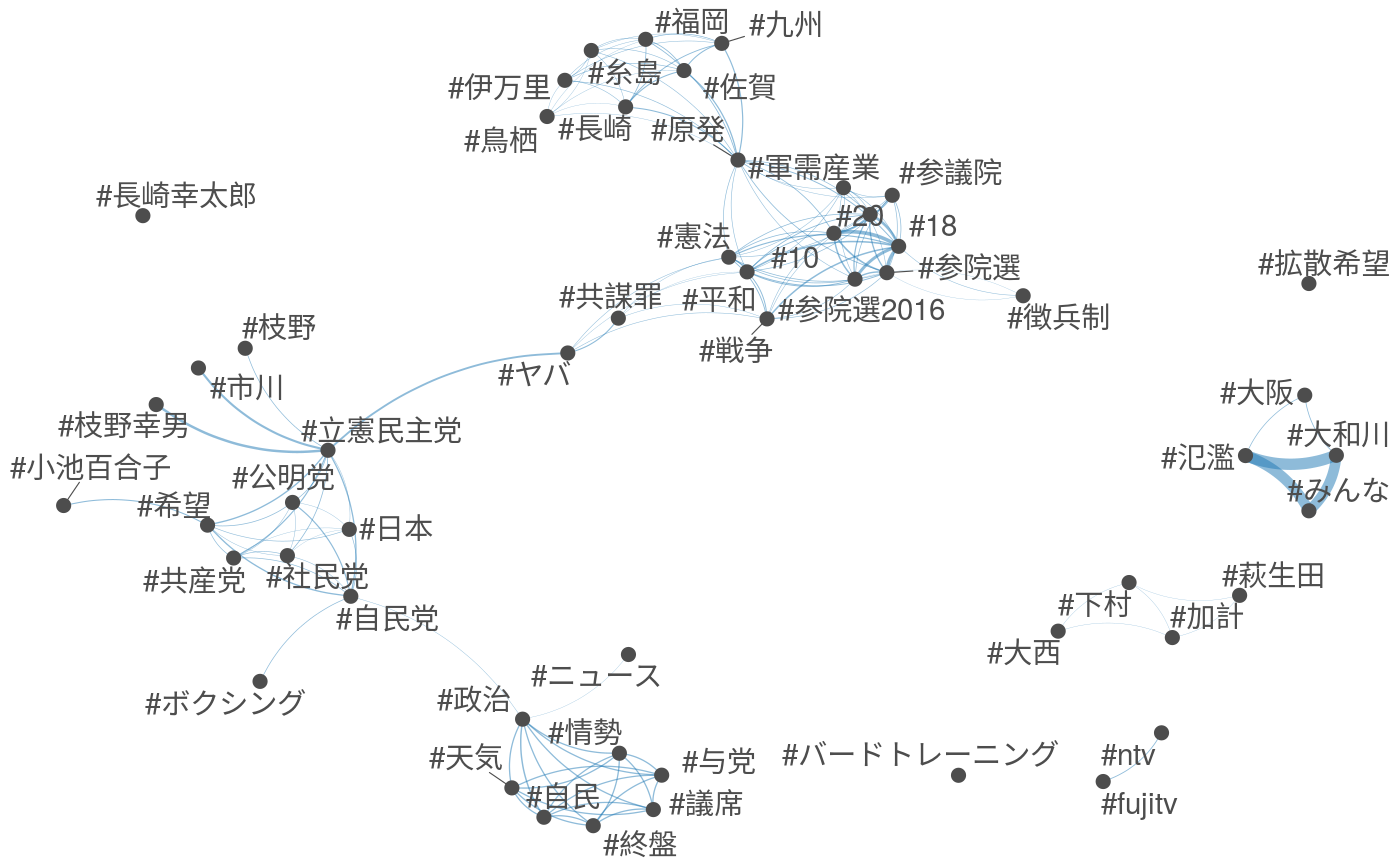 #福岡
#九州
#糸島
#伊万里
#佐賀
#鳥栖
#長崎
#原発
#軍需産業
#参議院
#長崎幸太郎
#20
#18
#憲法
#10
#参院選
#拡散希望
#共謀罪
#平和
#参院選2016
#徴兵制
#枝野
#戦争
#ヤバ
#市川
#大阪
#枝野幸男
#立憲民主党
#大和川
#小池百合子
#公明党
#氾濫
#希望
#みんな
#日本
#共産党
#社民党
#萩生田
#下村
#加計
#自民党
#大西
#ボクシング
#ニュース
#政治
#情勢
#天気
#与党
#バードトレーニング
#ntv
#自民
#議席
#fujitv
#終盤